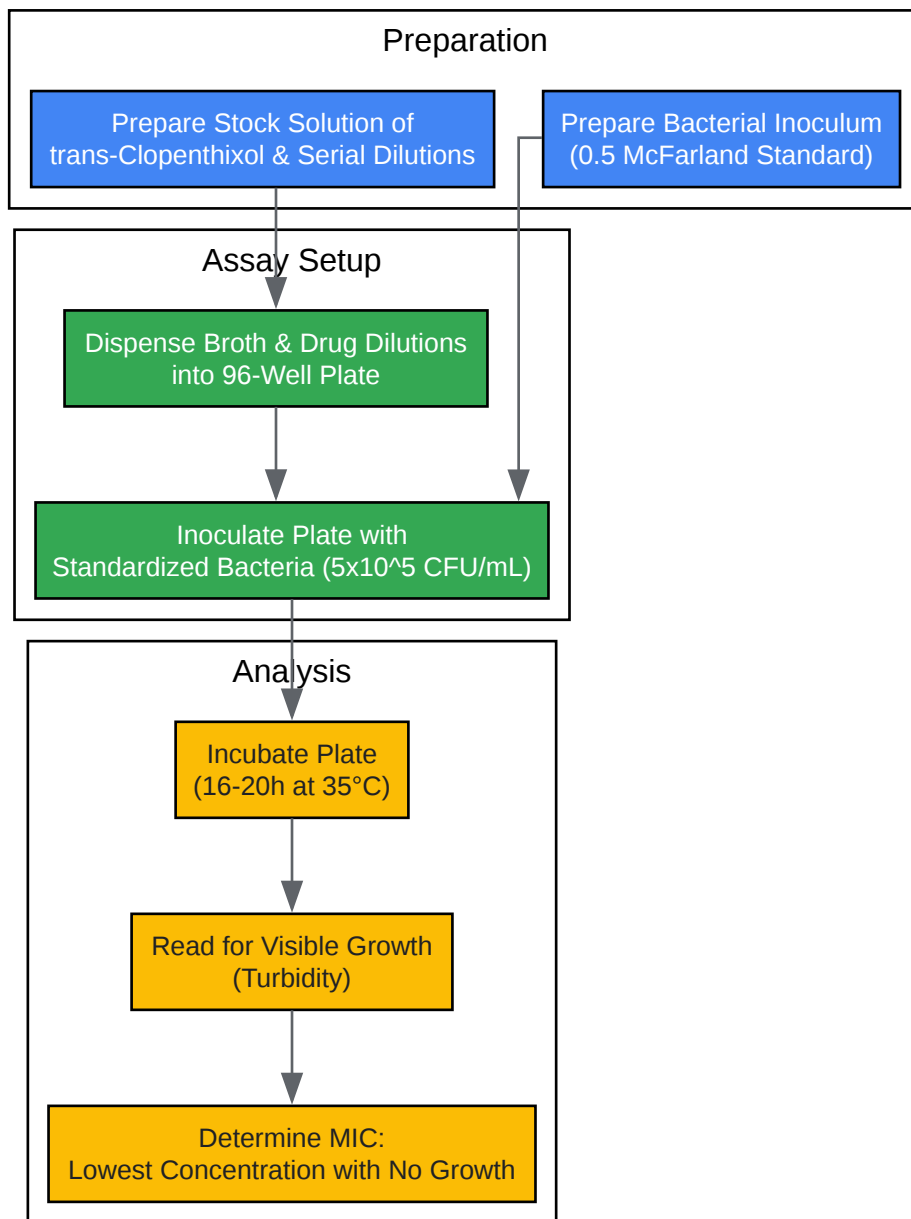 Preparation
Prepare Stock Solution of
trans-Clopenthixol & Serial Dilutions
Prepare Bacterial Inoculum
(0.5 McFarland Standard)
Assay Setup
Dispense Broth & Drug Dilutions
into 96-Well Plate
Inoculate Plate with
Standardized Bacteria (5x10^5 CFU/mL)
Analysis
Incubate Plate
(16-20h at 35°C)
Read for Visible Growth
(Turbidity)
Determine MIC:
Lowest Concentration with No Growth